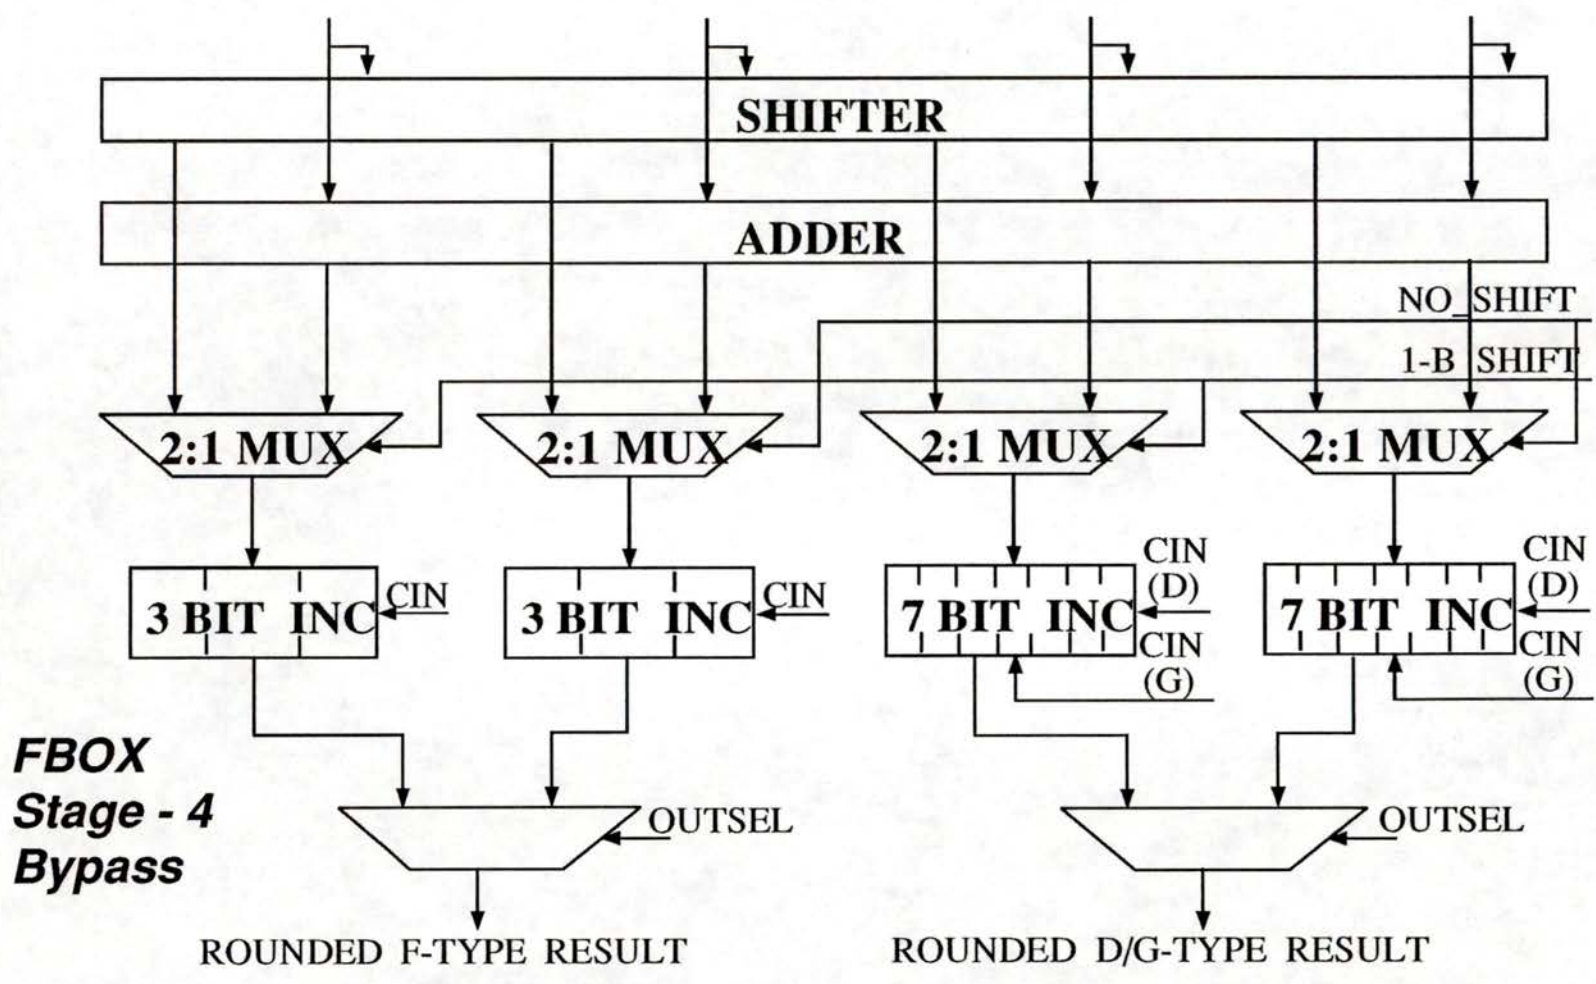 SHIFTER
ADDER
NO_SHIFT
1-B_SHIFT
2:1 MUX
2:1 MUX
2:1 MUX
2:1 MUX
3 BIT INC
CIN
3 BIT INC
CIN
7 BIT INC
CIN
(D)
CIN
(G)
7 BIT INC
CIN
(D)
CIN
(G)
FBOX
Stage - 4
Bypass
OUTSEL
OUTSEL
ROUNDED F-TYPE RESULT
ROUNDED D/G-TYPE RESULT